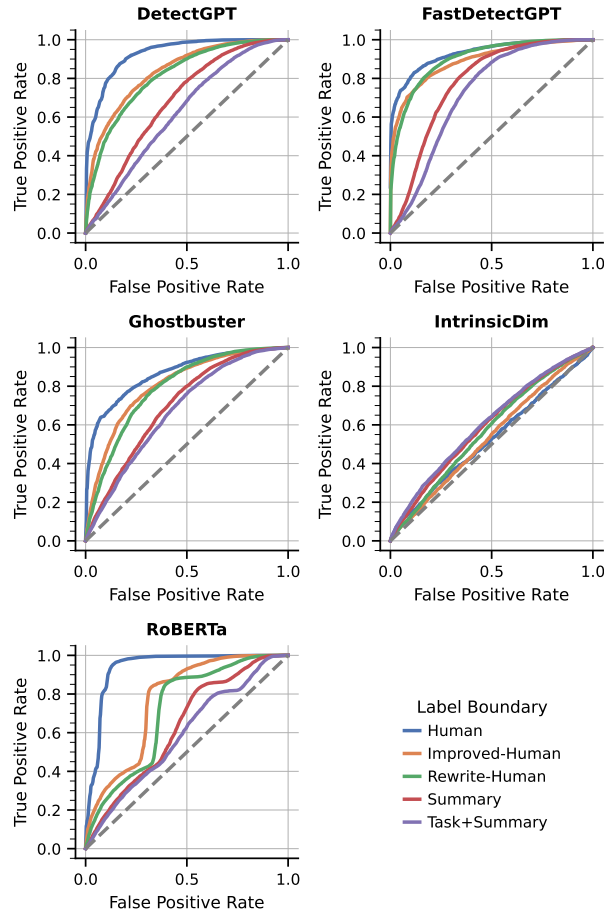 DetectGPT
True Positive Rate
1.0
0.8
0.6
0.4
0.2
0.0
0.0
0.5
1.0
False Positive Rate
FastDetectGPT
True Positive Rate
1.0
0.8
0.6
0.4
0.2
0.0
0.0
0.5
1.0
False Positive Rate
Ghostbuster
True Positive Rate
1.0
0.8
0.6
0.4
0.2
0.0
0.0
0.5
1.0
False Positive Rate
IntrinsicDim
True Positive Rate
1.0
0.8
0.6
0.4
0.2
0.0
0.0
0.5
1.0
False Positive Rate
RoBERTa
True Positive Rate
1.0
0.8
0.6
0.4
0.2
0.0
0.0
0.5
1.0
False Positive Rate
Label Boundary
Human
Improved-Human
Rewrite-Human
Summary
Task+Summary